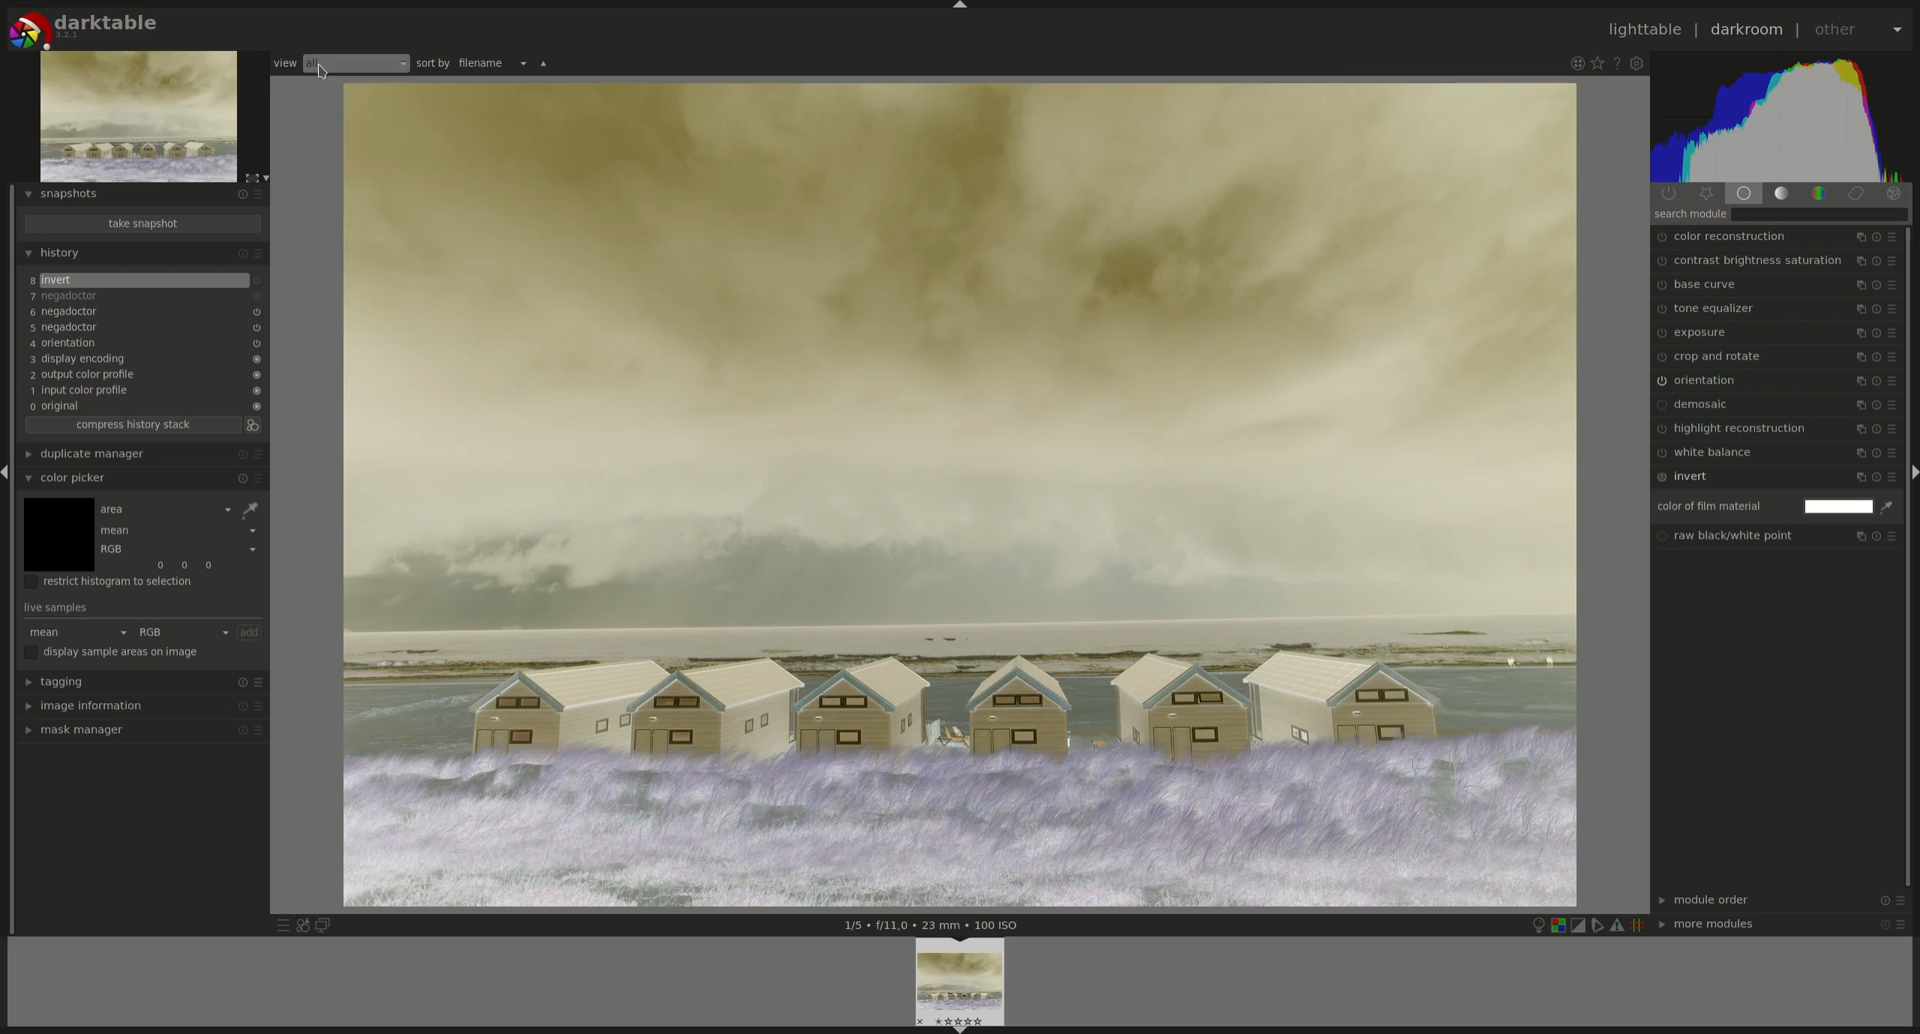 darktable
3.2.1
lighttable | darkroom | other
view all sort by filename
snapshots
take snapshot
history
8 invert
7 negadoctor
6 negadoctor
5 negadoctor
4 orientation
3 display encoding
2 output color profile
1 input color profile
0 original
compress history stack
duplicate manager
color picker
area
mean
RGB
0 0 0
restrict histogram to selection
live samples
mean RGB add
display sample areas on image
tagging
image information
mask manager
1/5 • f/11,0 • 23 mm • 100 ISO
search module
color reconstruction
contrast brightness saturation
base curve
tone equalizer
exposure
crop and rotate
orientation
demosaic
highlight reconstruction
white balance
invert
color of film material
raw black/white point
module order
more modules